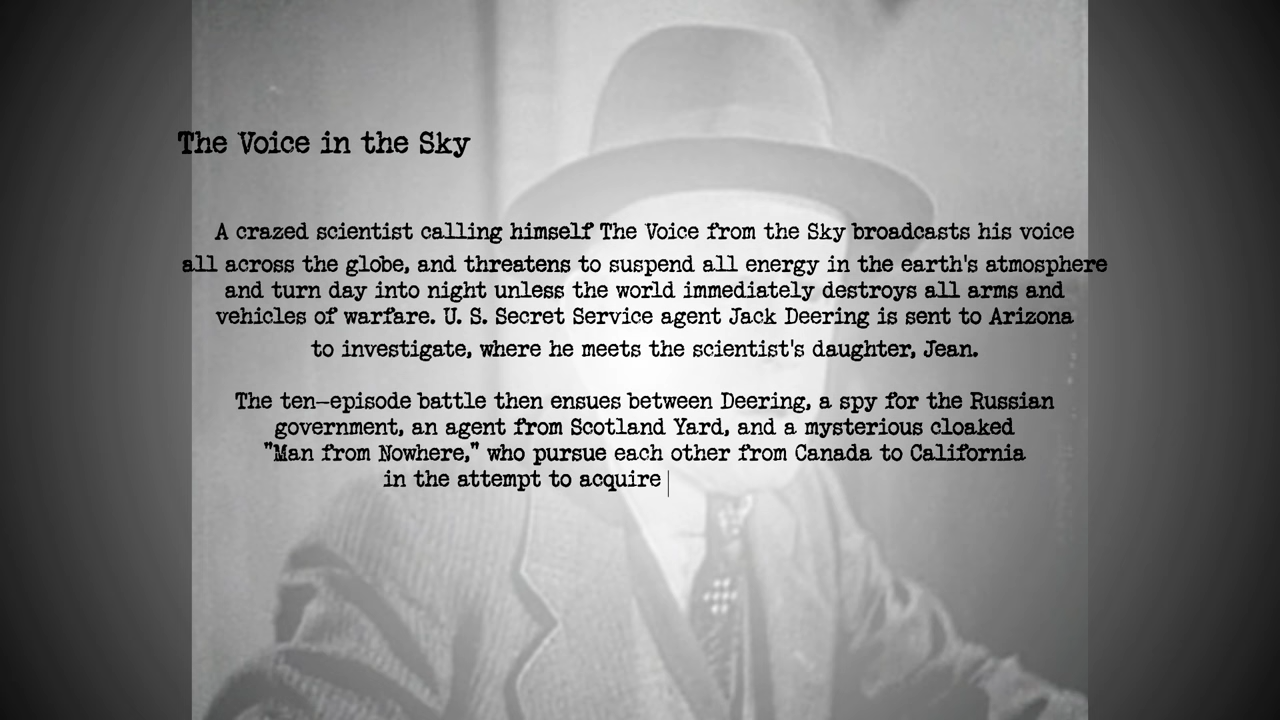 The Voice in the Sky
A crazed scientist calling himself The Voice from the Sky broadcasts his voice
all across the globe, and threatens to suspend all energy in the earth's atmosphere
and turn day into night unless the world immediately destroys all arms and
vehicles of warfare. U. S. Secret Service agent Jack Deering is sent to Arizona
to investigate, where he meets the scientist's daughter, Jean.
The ten-episode battle then ensues between Deering, a spy for the Russian
government, an agent from Scotland Yard, and a mysterious cloaked
"Man from Nowhere," who pursue each other from Canada to California
in the attempt to acquire